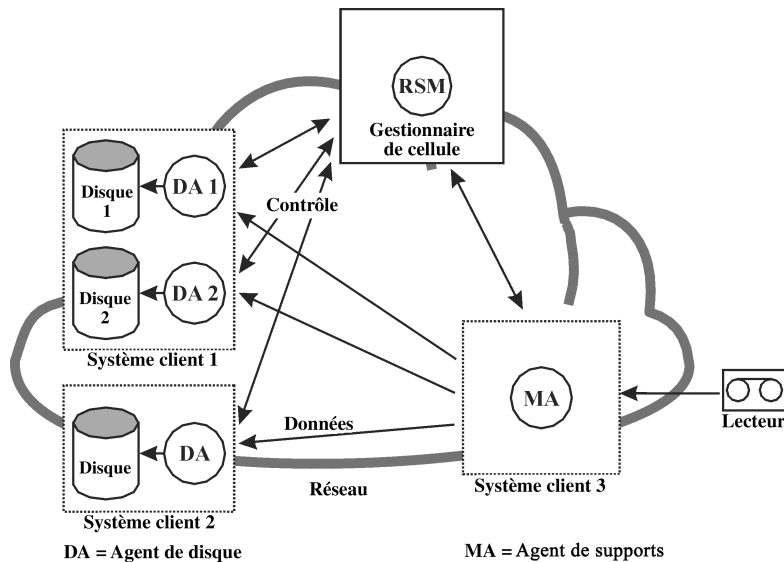 RSM
Gestionnaire
de cellule
Disque
1
DA 1
Contrôle
Disque
2
DA 2
Système client 1
MA
Données
Lecteur
Disque
DA
Réseau
Système client 3
Système client 2
DA = Agent de disque
MA = Agent de supports